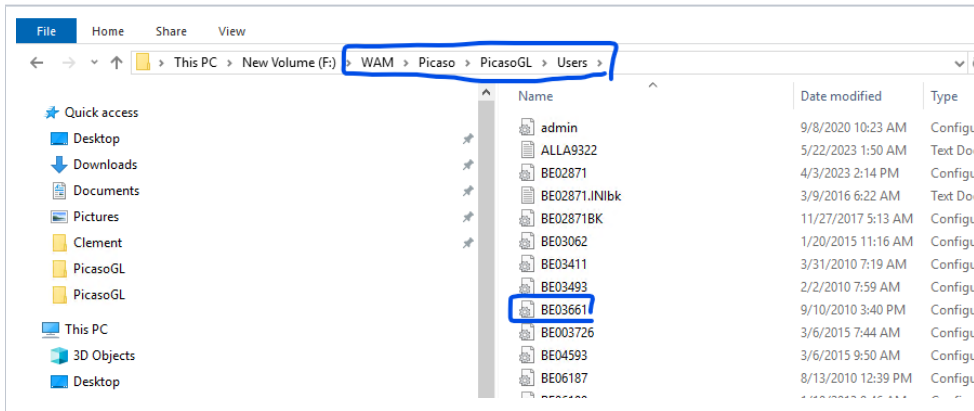 File Home Share View
This PC > New Volume (F:) > WAM > Picaso > PicasoGL > Users >
Name Date modified Type
Quick access
Desktop
Downloads
Documents
Pictures
Clement
PicasoGL
PicasoGL
This PC
3D Objects
Desktop
admin 9/8/2020 10:23 AM Configu
ALLA9322 5/22/2023 1:50 AM Text Do
BE02871 4/3/2023 2:14 PM Configu
BE02871.INIbk 3/9/2016 6:22 AM Text Do
BE02871BK 11/27/2017 5:13 AM Configu
BE03062 1/20/2015 11:16 AM Configu
BE03411 3/31/2010 7:19 AM Configu
BE03493 2/2/2010 7:59 AM Configu
BE03661 9/10/2010 3:40 PM Configu
BE003726 3/6/2015 7:44 AM Configu
BE04593 3/6/2015 9:50 AM Configu
BE06187 8/13/2010 12:39 PM Configu